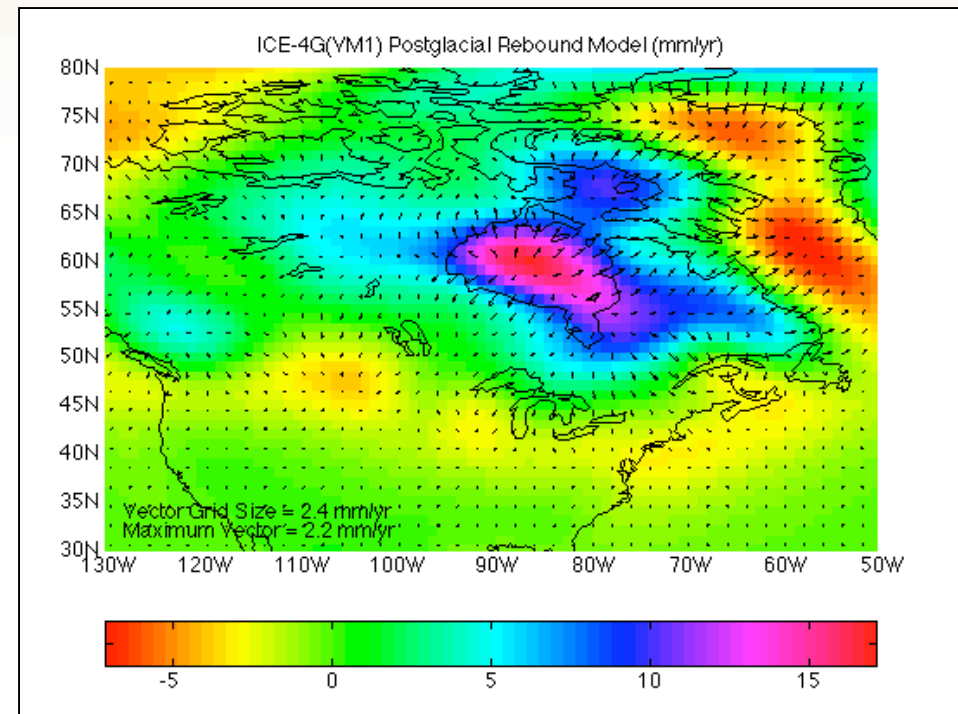 ICE-4G(VM1) Postglacial Rebound Model (mm/yr)
80N
75N
70N
65N
60N
55N
50N
45N
40N
35N
30N
Vector Grid Size = 2.4 mm/yr
Maximum Vector = 2.2 mm/yr
130W 120W 110W 100W 90W 80W 70W 60W 50W
-5 0 5 10 15